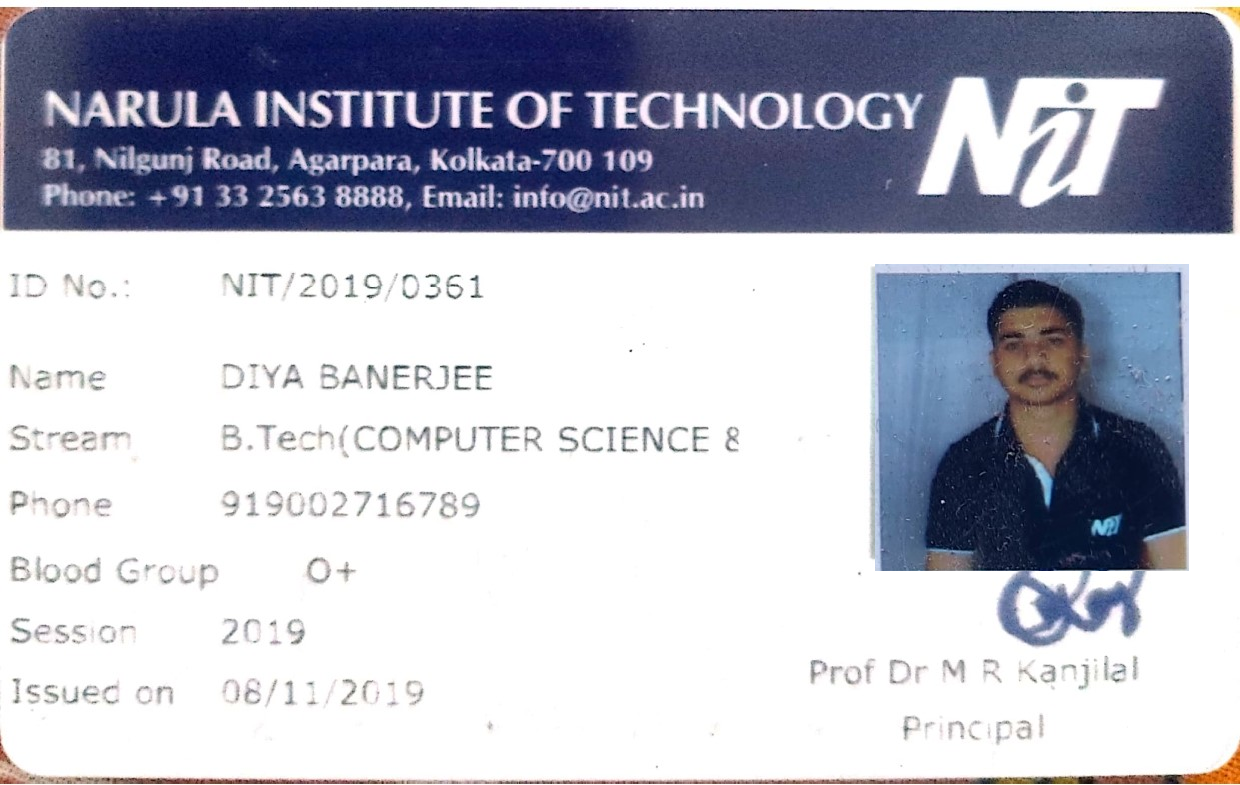 NARULA INSTITUTE OF TECHNOLOGY NiT
81, Nilgunj Road, Agarpara, Kolkata-700 109
Phone: +91 33 2563 8888, Email: info@nit.ac.in
ID No.: NIT/2019/0361
Name DIYA BANERJEE
Stream B.Tech(COMPUTER SCIENCE &
Phone 919002716789
Blood Group O+
Session 2019
Issued on 08/11/2019
NiT
Prof Dr M R Kanjilal
Principal